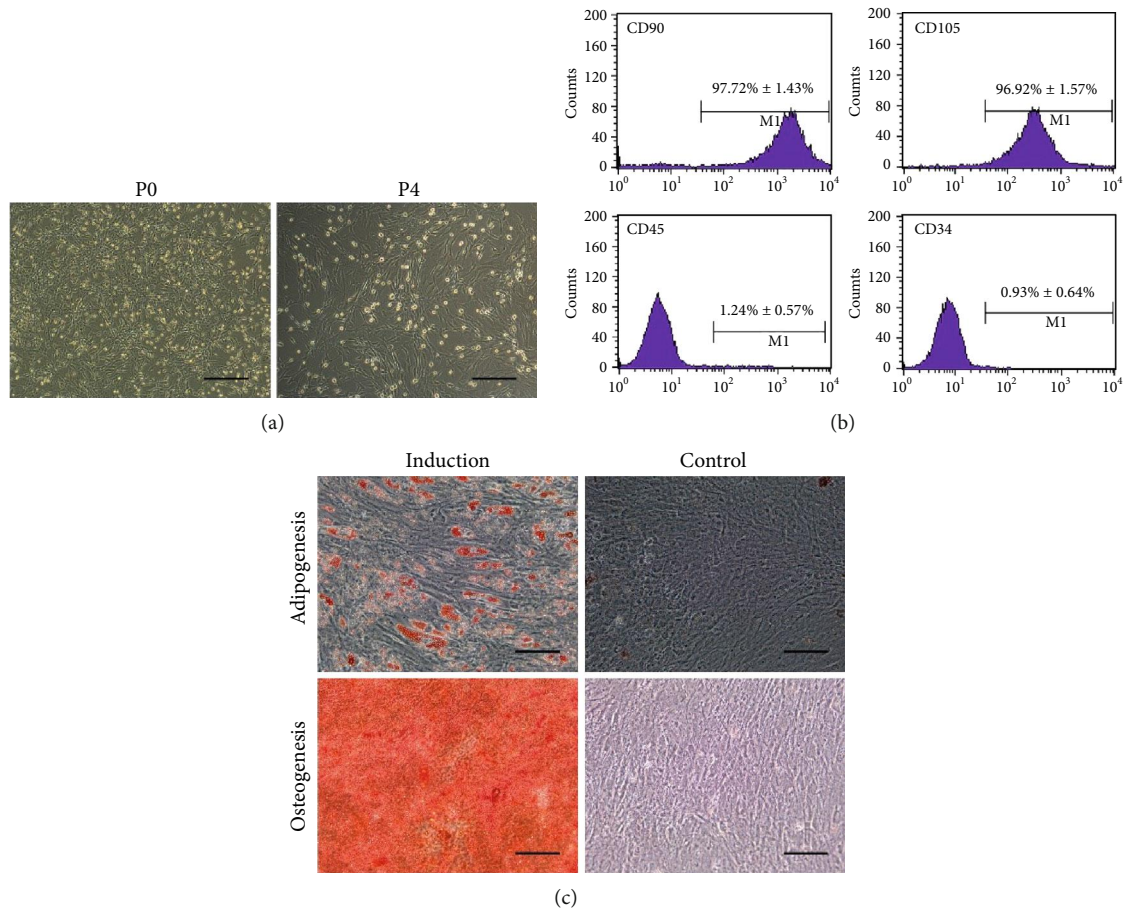 P0
P4
(a)
200
160
120
80
40
0
Counts
CD90
97.72% ± 1.43%
M1
10^0
10^1
10^2
10^3
10^4
200
160
120
80
40
0
CD105
96.92% ± 1.57%
M1
10^0
10^1
10^2
10^3
10^4
200
160
120
80
40
0
Counts
CD45
1.24% ± 0.57%
M1
10^0
10^1
10^2
10^3
10^4
200
160
120
80
40
0
Counts
CD34
0.93% ± 0.64%
M1
10^0
10^1
10^2
10^3
10^4
(b)
Induction
Control
Adipogenesis
Osteogenesis
(c)